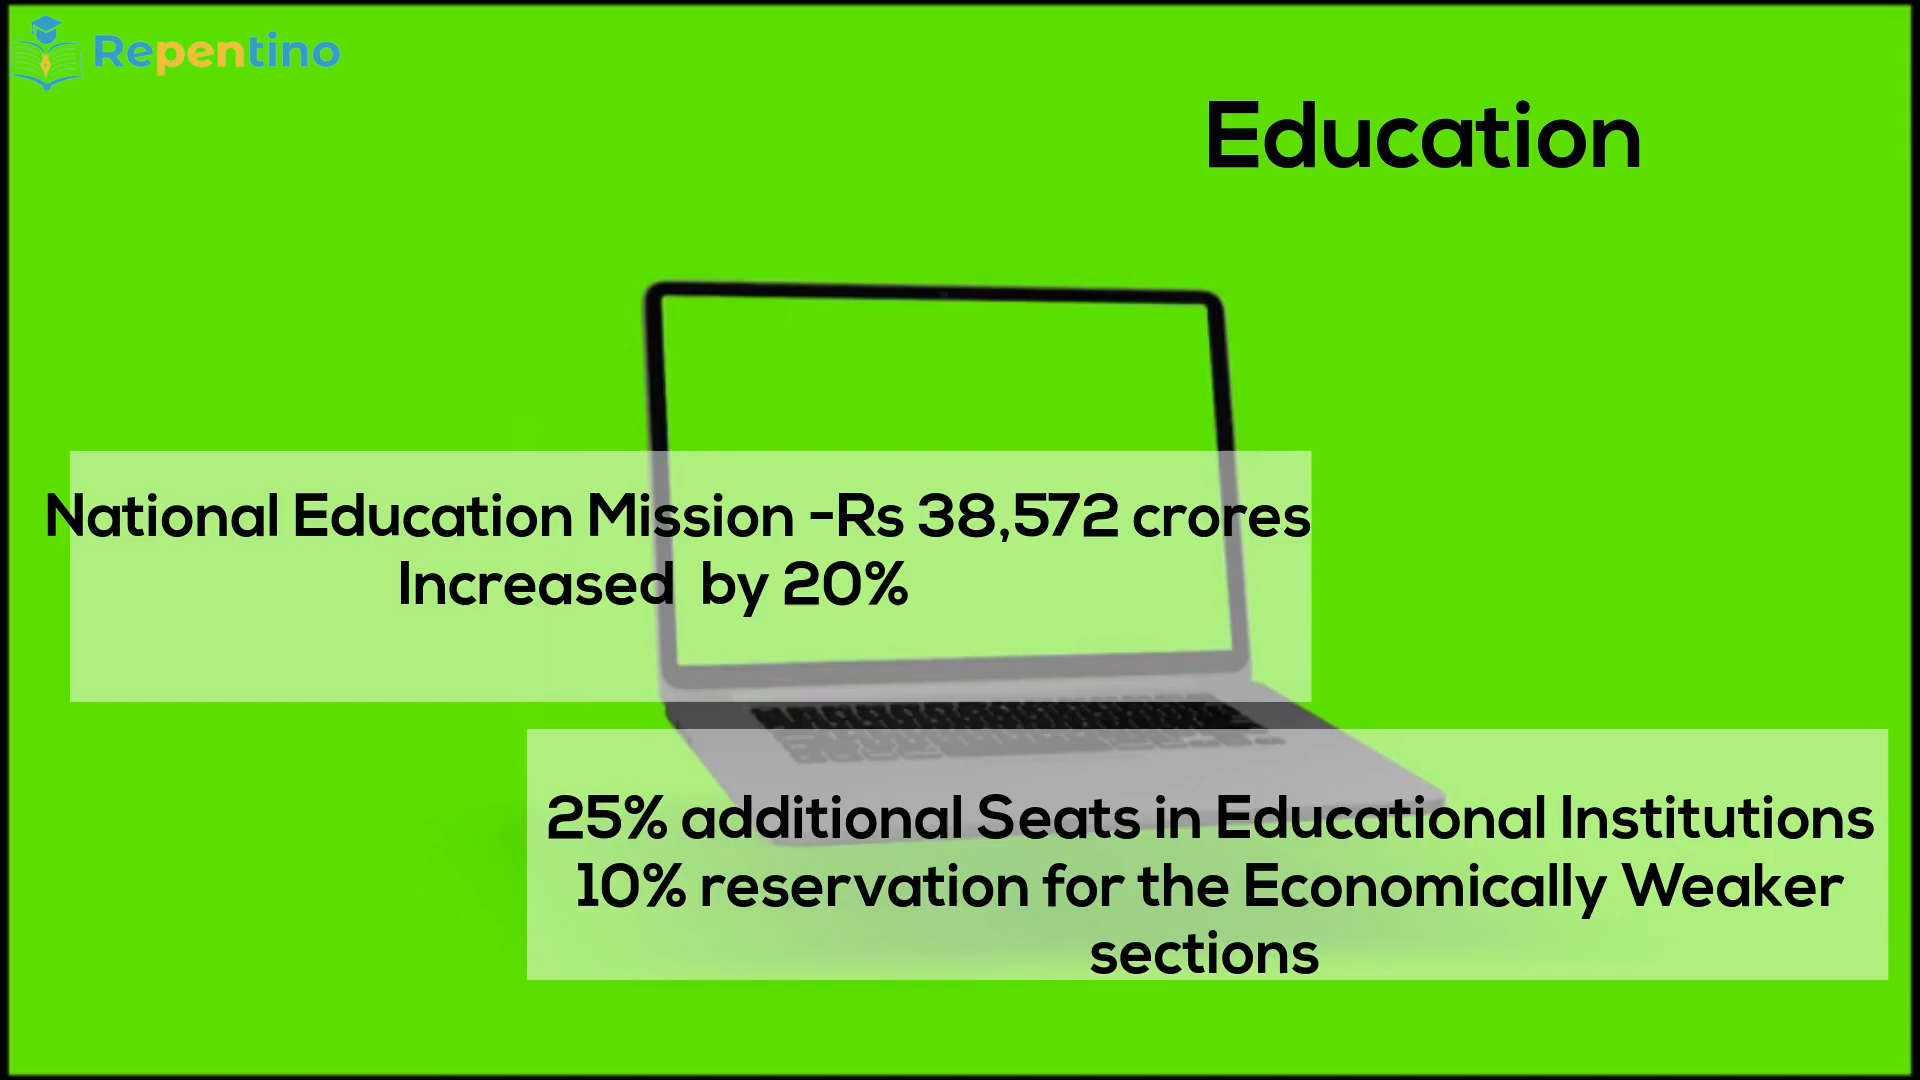 Repentino
Education
National Education Mission -Rs 38,572 crores
Increased by 20%
25% additional Seats in Educational Institutions
10% reservation for the Economically Weaker
sections